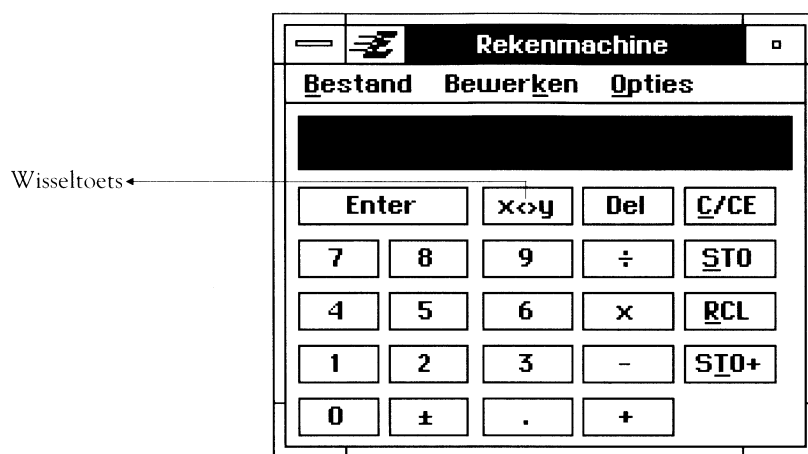 Rekenmachine
Bestand Bewerken Opties
Wisseltoets
Enter x<>y Del C/CE
7 8 9 ÷ STO
4 5 6 x RCL
1 2 3 - STO+
0 ± . +